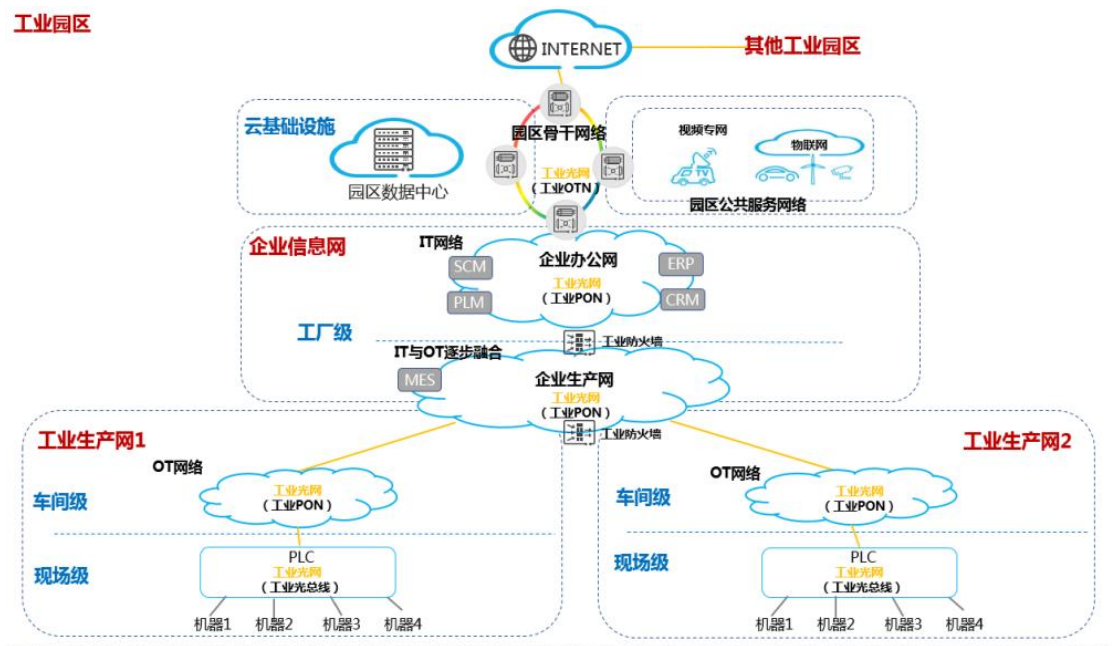 工业园区
INTERNET
其他工业园区
云基础设施
园区数据中心
园区骨干网络
工业光网
（工业OTN）
视频专网
TV
物联网
园区公共服务网络
企业信息网
IT网络
SCM
PLM
企业办公网
工业光网
（工业PON）
ERP
CRM
工厂级
工业防火墙
IT与OT逐步融合
MES
企业生产网
工业光网
（工业PON）
工业防火墙
工业生产网1
OT网络
车间级
工业光网
（工业PON）
现场级
PLC
工业光网
（工业光总线）
机器1
机器2
机器3
机器4
工业生产网2
OT网络
车间级
工业光网
（工业PON）
现场级
PLC
工业光网
（工业光总线）
机器1
机器2
机器3
机器4